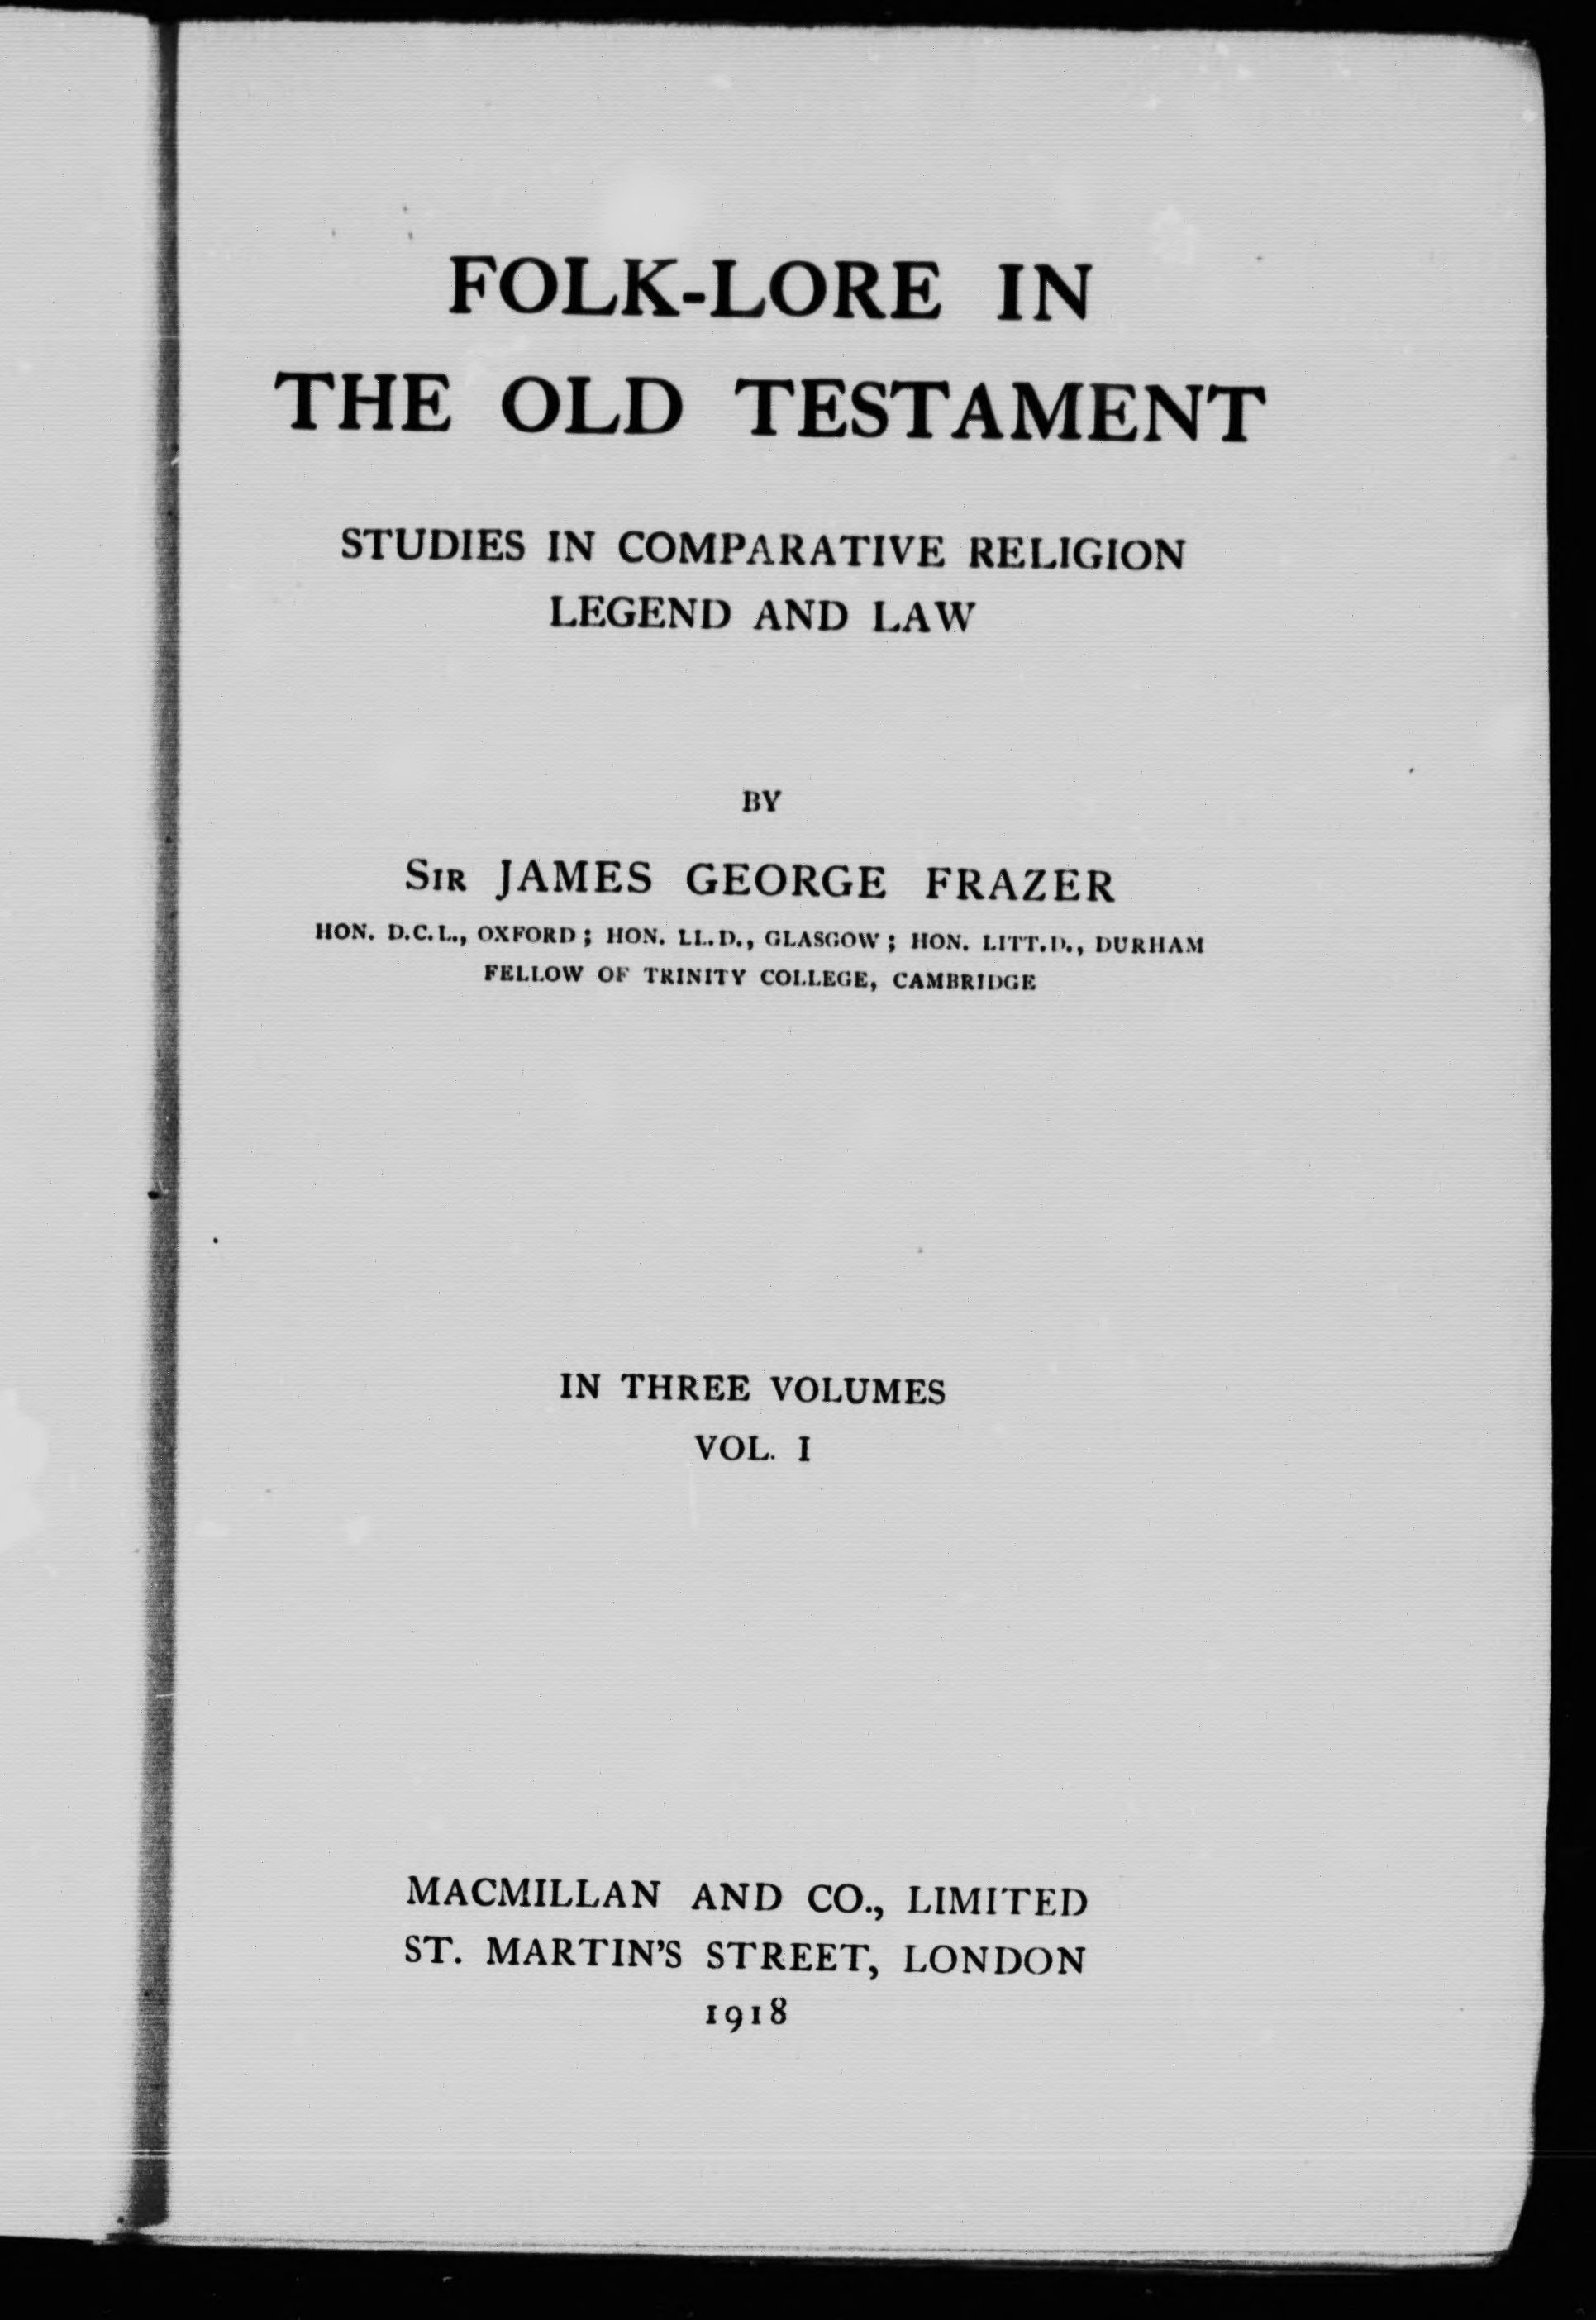 FOLK-LORE IN
THE OLD TESTAMENT
STUDIES IN COMPARATIVE RELIGION
LEGEND AND LAW
BY
SIR JAMES GEORGE FRAZER
HON. D.C.L., OXFORD; HON. LL.D., GLASGOW; HON. LITT.D., DURHAM
FELLOW OF TRINITY COLLEGE, CAMBRIDGE
IN THREE VOLUMES
VOL. I
MACMILLAN AND CO., LIMITED
ST. MARTIN'S STREET, LONDON
1918